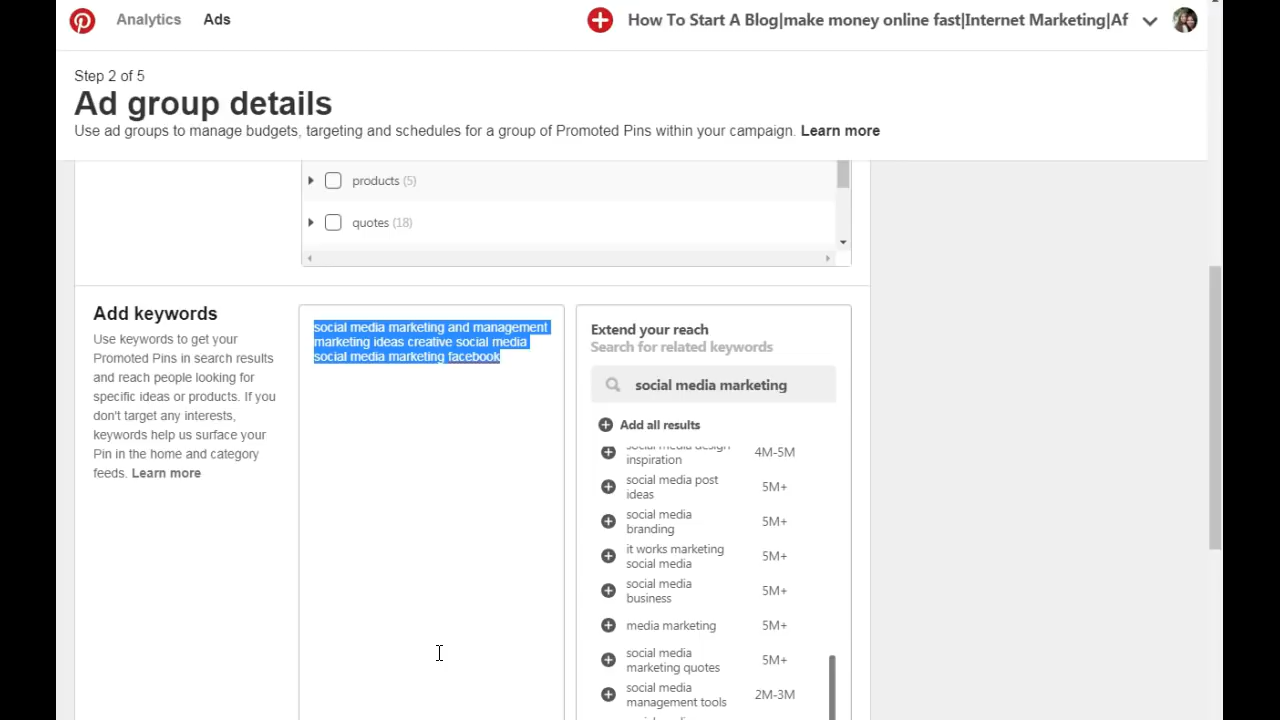 Analytics Ads
How To Start A Blog|make money online fast|Internet Marketing|Af
Step 2 of 5
Ad group details
Use ad groups to manage budgets, targeting and schedules for a group of Promoted Pins within your campaign. Learn more
products (5)
quotes (18)
Add keywords
Use keywords to get your
Promoted Pins in search results
and reach people looking for
specific ideas or products. If you
don't target any interests,
keywords help us surface your
Pin in the home and category
feeds. Learn more
social media marketing and management
marketing ideas creative social media
social media marketing facebook
Extend your reach
Search for related keywords
social media marketing
Add all results
social media design
inspiration 4M-5M
social media post
ideas 5M+
social media
branding 5M+
it works marketing
social media 5M+
social media
business 5M+
media marketing 5M+
social media
marketing quotes 5M+
social media
management tools 2M-3M